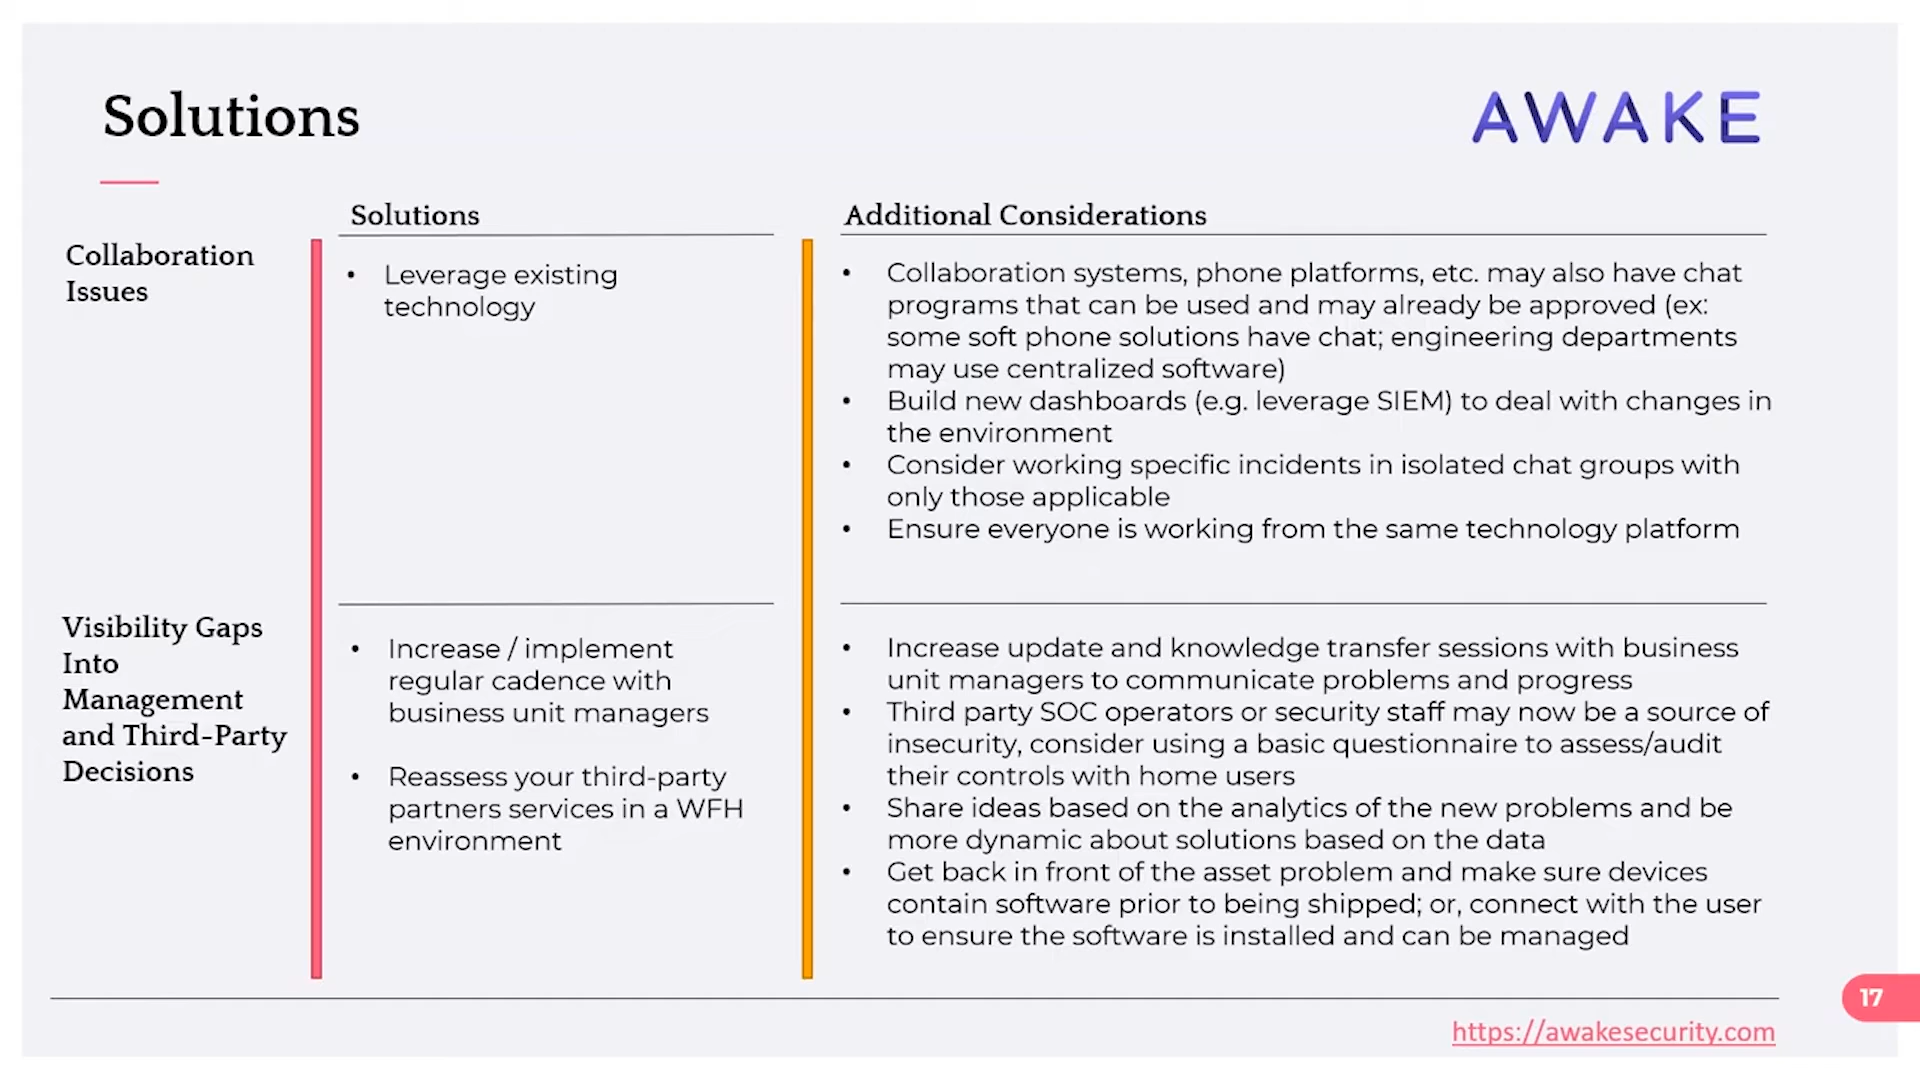 Solutions
AWAKE
Solutions
Additional Considerations
Collaboration
Issues
• Leverage existing
technology
• Collaboration systems, phone platforms, etc. may also have chat
programs that can be used and may already be approved (ex:
some soft phone solutions have chat; engineering departments
may use centralized software)
• Build new dashboards (e.g. leverage SIEM) to deal with changes in
the environment
• Consider working specific incidents in isolated chat groups with
only those applicable
• Ensure everyone is working from the same technology platform
Visibility Gaps
Into
Management
and Third-Party
Decisions
• Increase / implement
regular cadence with
business unit managers
• Reassess your third-party
partners services in a WFH
environment
• Increase update and knowledge transfer sessions with business
unit managers to communicate problems and progress
• Third party SOC operators or security staff may now be a source of
insecurity, consider using a basic questionnaire to assess/audit
their controls with home users
• Share ideas based on the analytics of the new problems and be
more dynamic about solutions based on the data
• Get back in front of the asset problem and make sure devices
contain software prior to being shipped; or, connect with the user
to ensure the software is installed and can be managed
17
https://awakesecurity.com